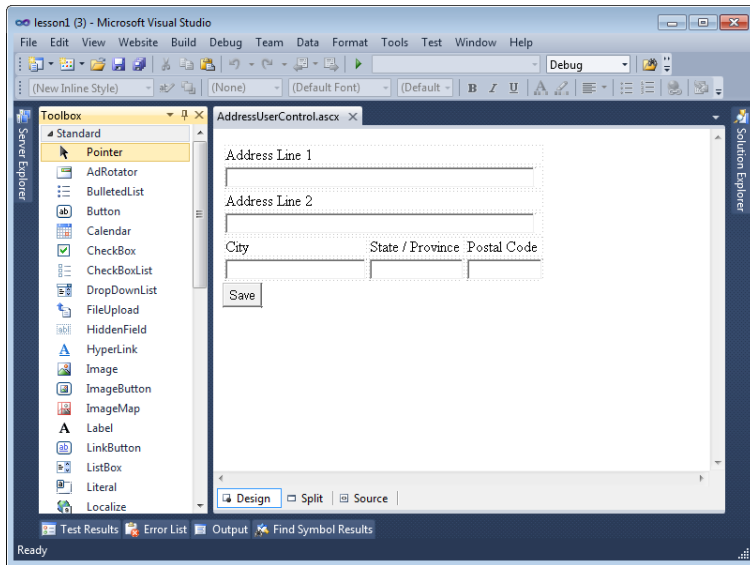 lesson1 (3) - Microsoft Visual Studio
File Edit View Website Build Debug Team Data Format Tools Test Window Help
Debug
(New Inline Style) (None) (Default Font) (Default B I U A
Server Explorer
Toolbox
Standard
Pointer
AdRotator
BulletedList
ab Button
Calendar
CheckBox
CheckBoxList
DropDownList
FileUpload
abl HiddenField
A HyperLink
Image
ImageButton
ImageMap
A Label
ab LinkButton
ListBox
Literal
Localize
AddressUserControl.ascx
Address Line 1
Address Line 2
City State / Province Postal Code
Save
Design Split Source
Solution Explorer
Test Results Error List Output Find Symbol Results
Ready